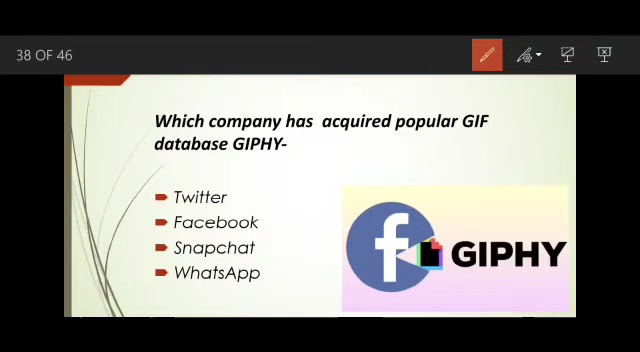 38 OF 46
Which company has acquired popular GIF
database GIPHY-
Twitter
Facebook
Snapchat
WhatsApp
f GIPHY